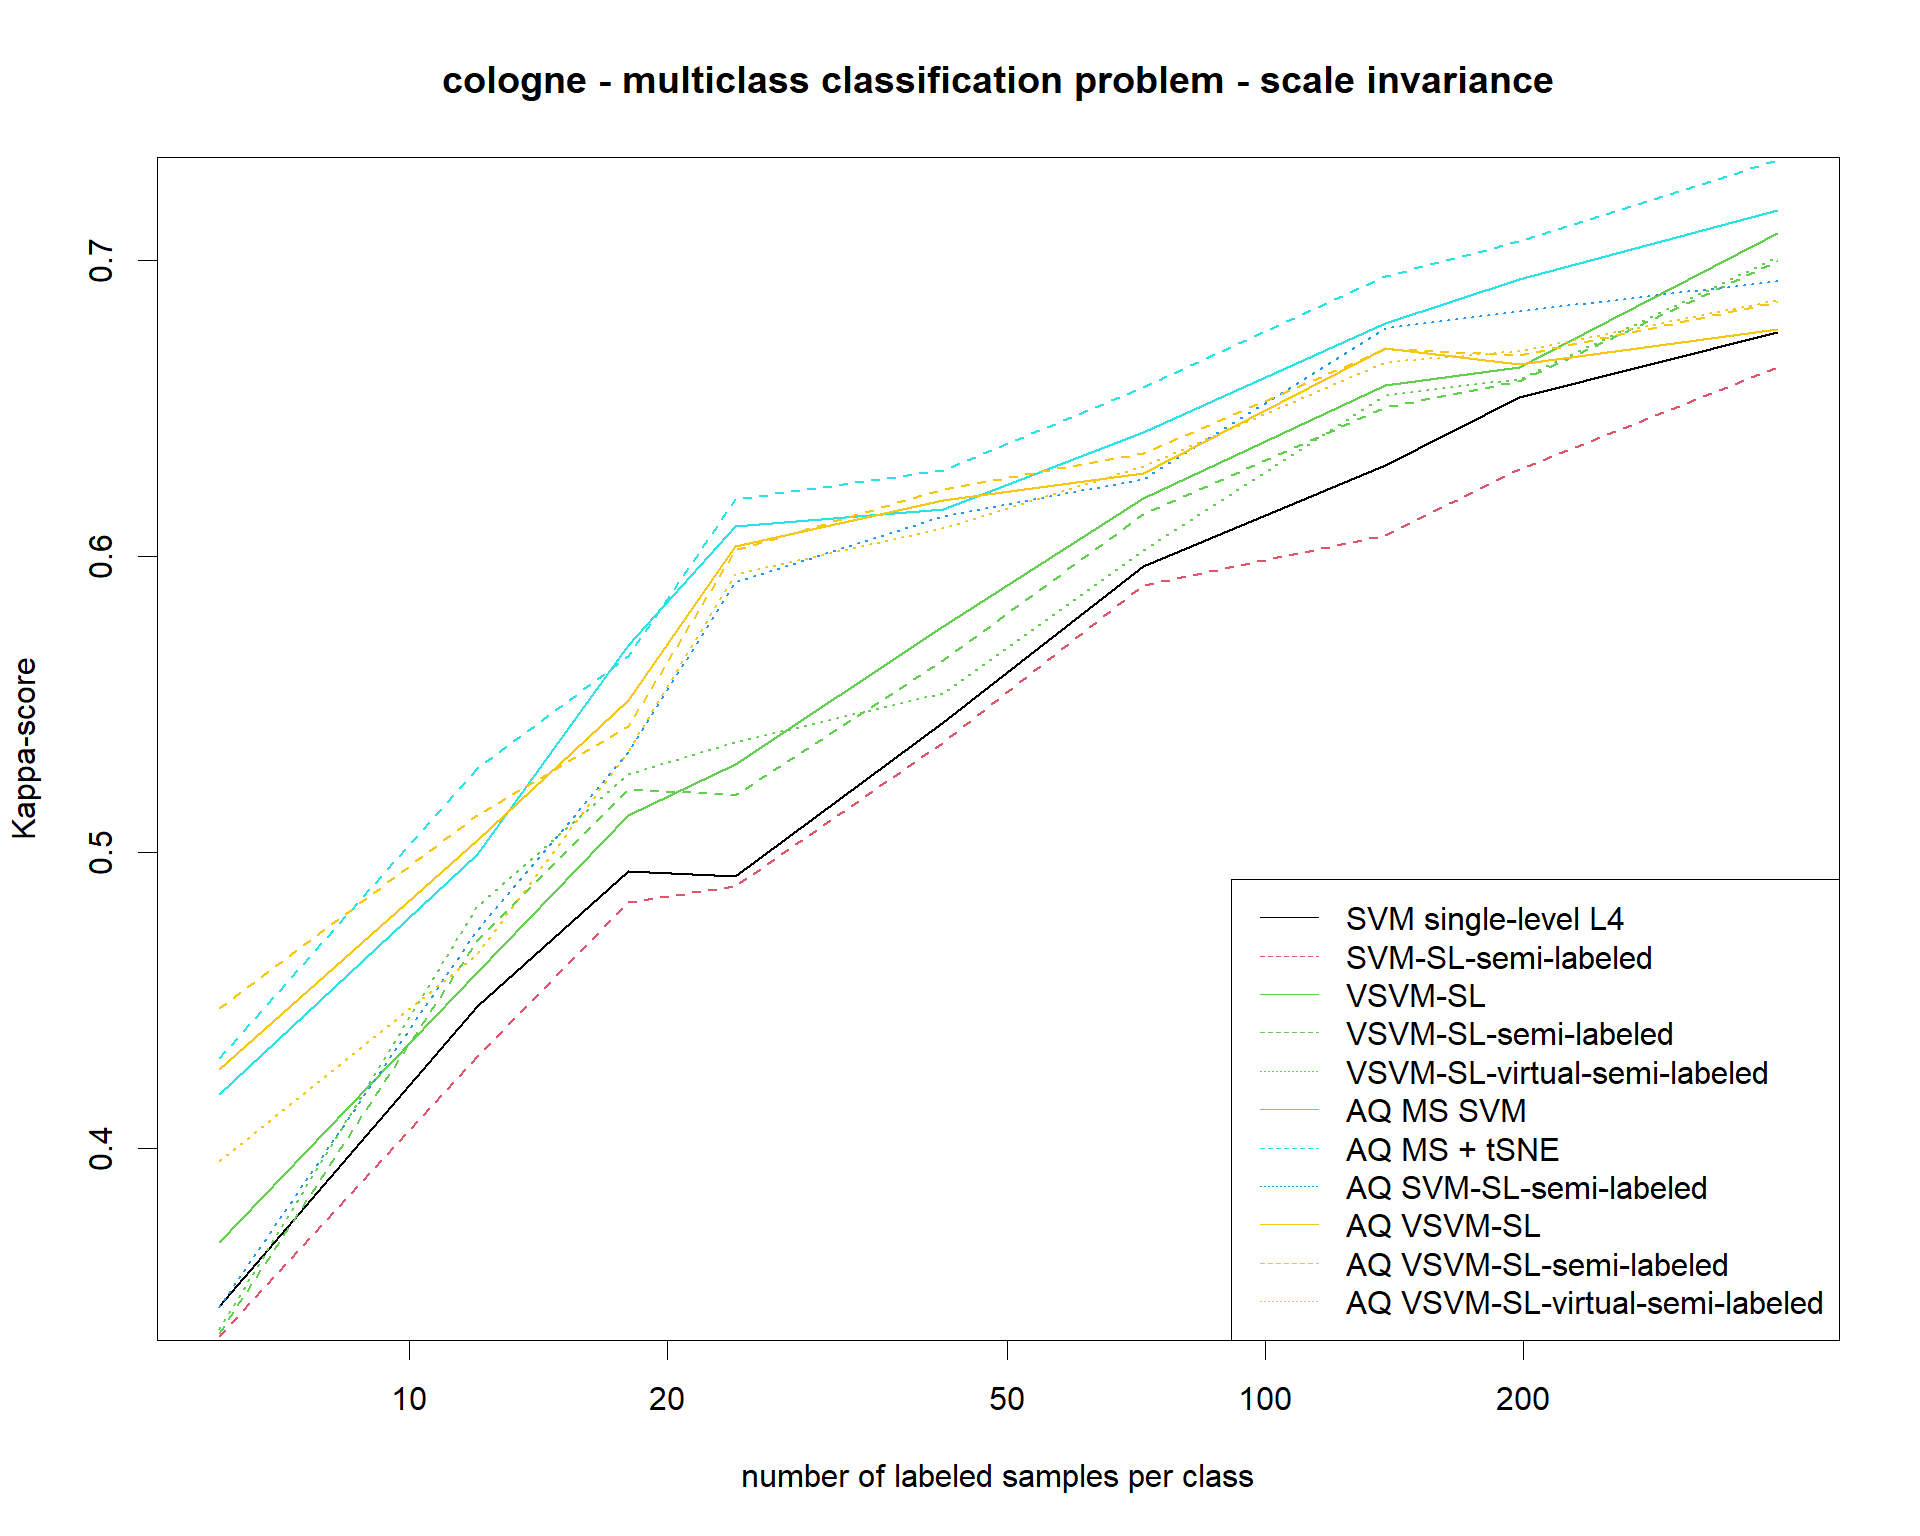 cologne - multiclass classification problem - scale invariance
Kappa-score
0.7
0.6
0.5
0.4
SVM single-level L4
SVM-SL-semi-labeled
VSVM-SL
VSVM-SL-semi-labeled
VSVM-SL-virtual-semi-labeled
AQ MS SVM
AQ MS + tSNE
AQ SVM-SL-semi-labeled
AQ VSVM-SL
AQ VSVM-SL-semi-labeled
AQ VSVM-SL-virtual-semi-labeled
10 20 50 100 200
number of labeled samples per class